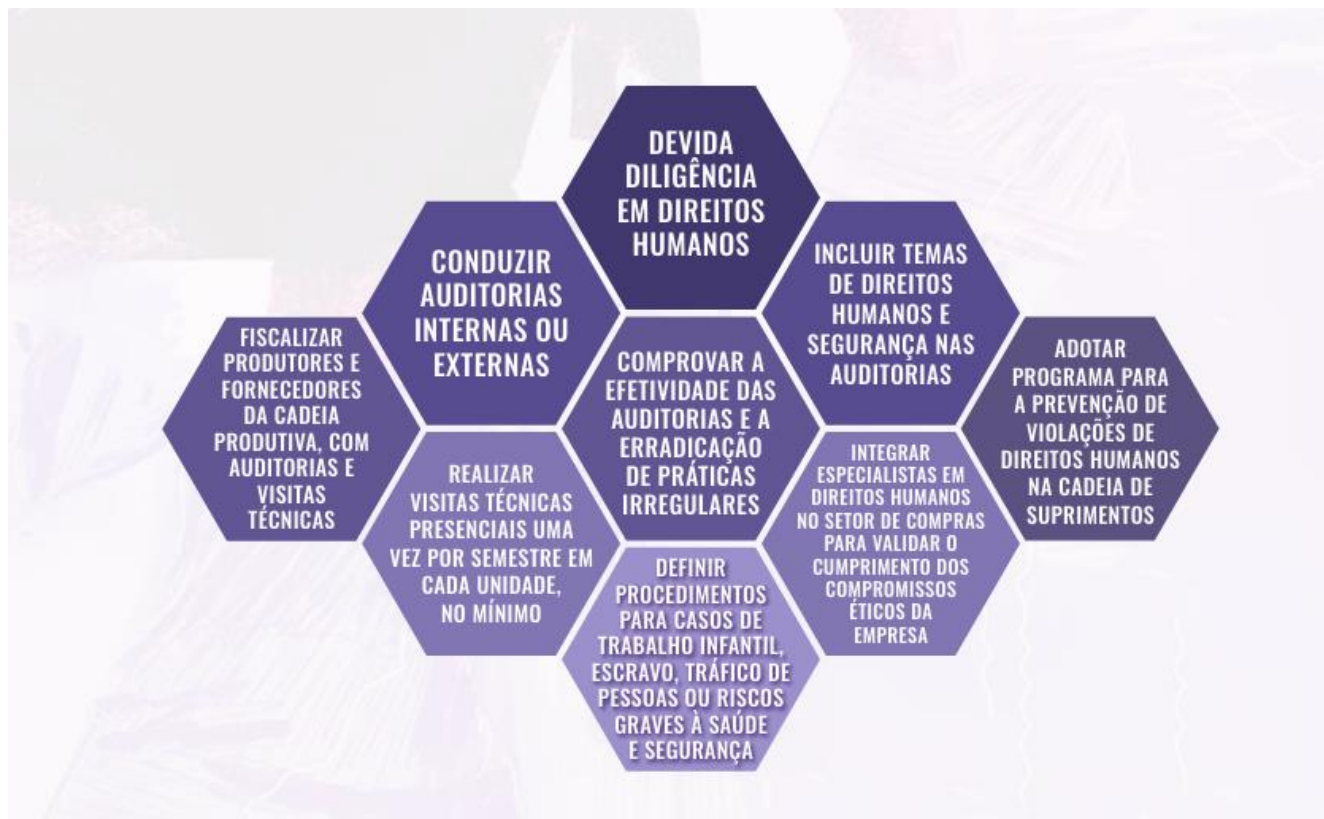 DEVIDA
DILIGÊNCIA
EM DIREITOS
HUMANOS
CONDUZIR
AUDITORIAS
INTERNAS OU
EXTERNAS
INCLUIR TEMAS
DE DIREITOS
HUMANOS E
SEGURANÇA NAS
AUDITORIAS
FISCALIZAR
PRODUTORES E
FORNECEDORES
DA CADEIA
PRODUTIVA, COM
AUDITORIAS E
VISITAS
TÉCNICAS
COMPROVAR A
EFETIVIDADE DAS
AUDITORIAS E A
ERRADICAÇÃO
DE PRÁTICAS
IRREGULARES
ADOTAR
PROGRAMA PARA
A PREVENÇÃO DE
VIOLAÇÕES DE
DIREITOS HUMANOS
NA CADEIA DE
SUPRIMENTOS
REALIZAR
VISITAS TÉCNICAS
PRESENCIAIS UMA
VEZ POR SEMESTRE EM
CADA UNIDADE,
NO MÍNIMO
INTEGRAR
ESPECIALISTAS EM
DIREITOS HUMANOS
NO SETOR DE COMPRAS
PARA VALIDAR O
CUMPRIMENTO DOS
COMPROMISSOS
ÉTICOS DA
EMPRESA
DEFINIR
PROCEDIMENTOS
PARA CASOS DE
TRABALHO INFANTIL,
ESCRAVO, TRÁFICO DE
PESSOAS OU RISCOS
GRAVES À SAÚDE
E SEGURANÇA